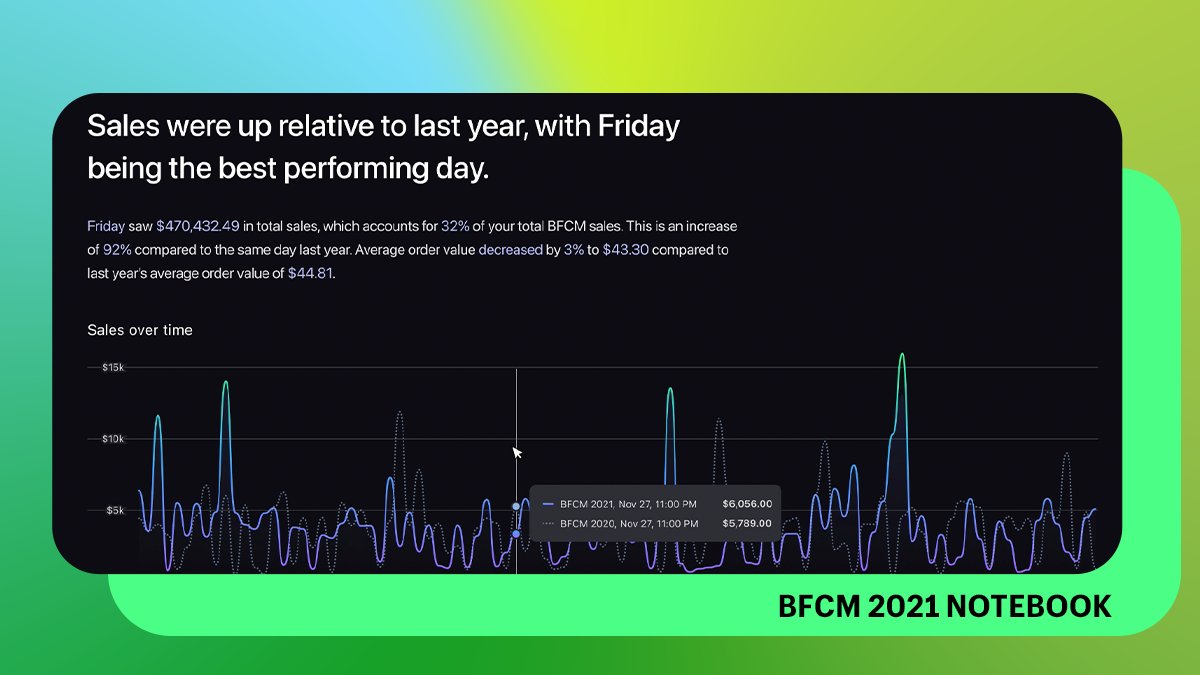 Sales were up relative to last year, with Friday
being the best performing day.
Friday saw $470,432.49 in total sales, which accounts for 32% of your total BFCM sales. This is an increase
of 92% compared to the same day last year. Average order value decreased by 3% to $43.30 compared to
last year's average order value of $44.81.
Sales over time
$15k
$10k
$5k
BFCM 2021, Nov 27, 11:00 PM $6,056.00
BFCM 2020, Nov 27, 11:00 PM $5,789.00
BFCM 2021 NOTEBOOK